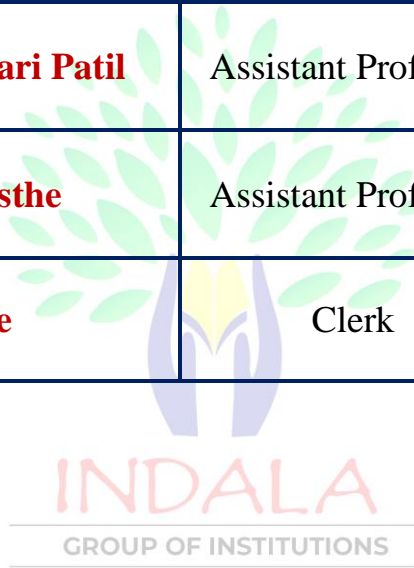 ari Patil Assistant Prof
sthe Assistant Prof
e Clerk
INDALA
GROUP OF INSTITUTIONS